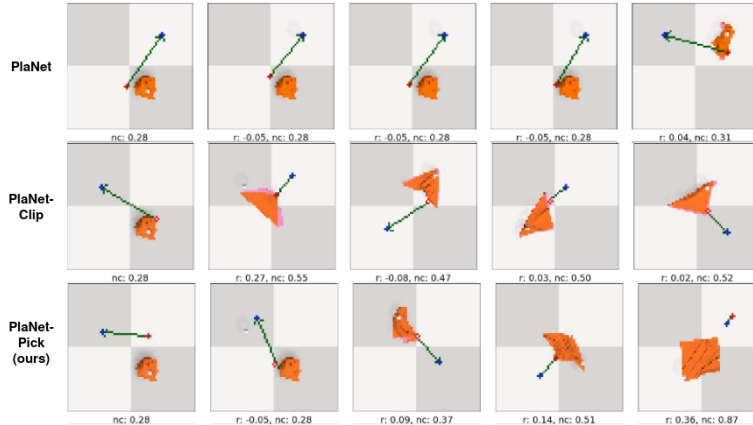 PlaNet
nc: 0.28
r: -0.05, nc: 0.28
r: -0.05, nc: 0.28
r: -0.05, nc: 0.28
r: 0.04, nc: 0.31
PlaNet-
Clip
nc: 0.28
r: 0.27, nc: 0.55
r: -0.08, nc: 0.47
r: 0.03, nc: 0.50
r: 0.02, nc: 0.52
PlaNet-
Pick
(ours)
nc: 0.28
r: -0.05, nc: 0.28
r: 0.09, nc: 0.37
r: 0.14, nc: 0.51
r: 0.36, nc: 0.87